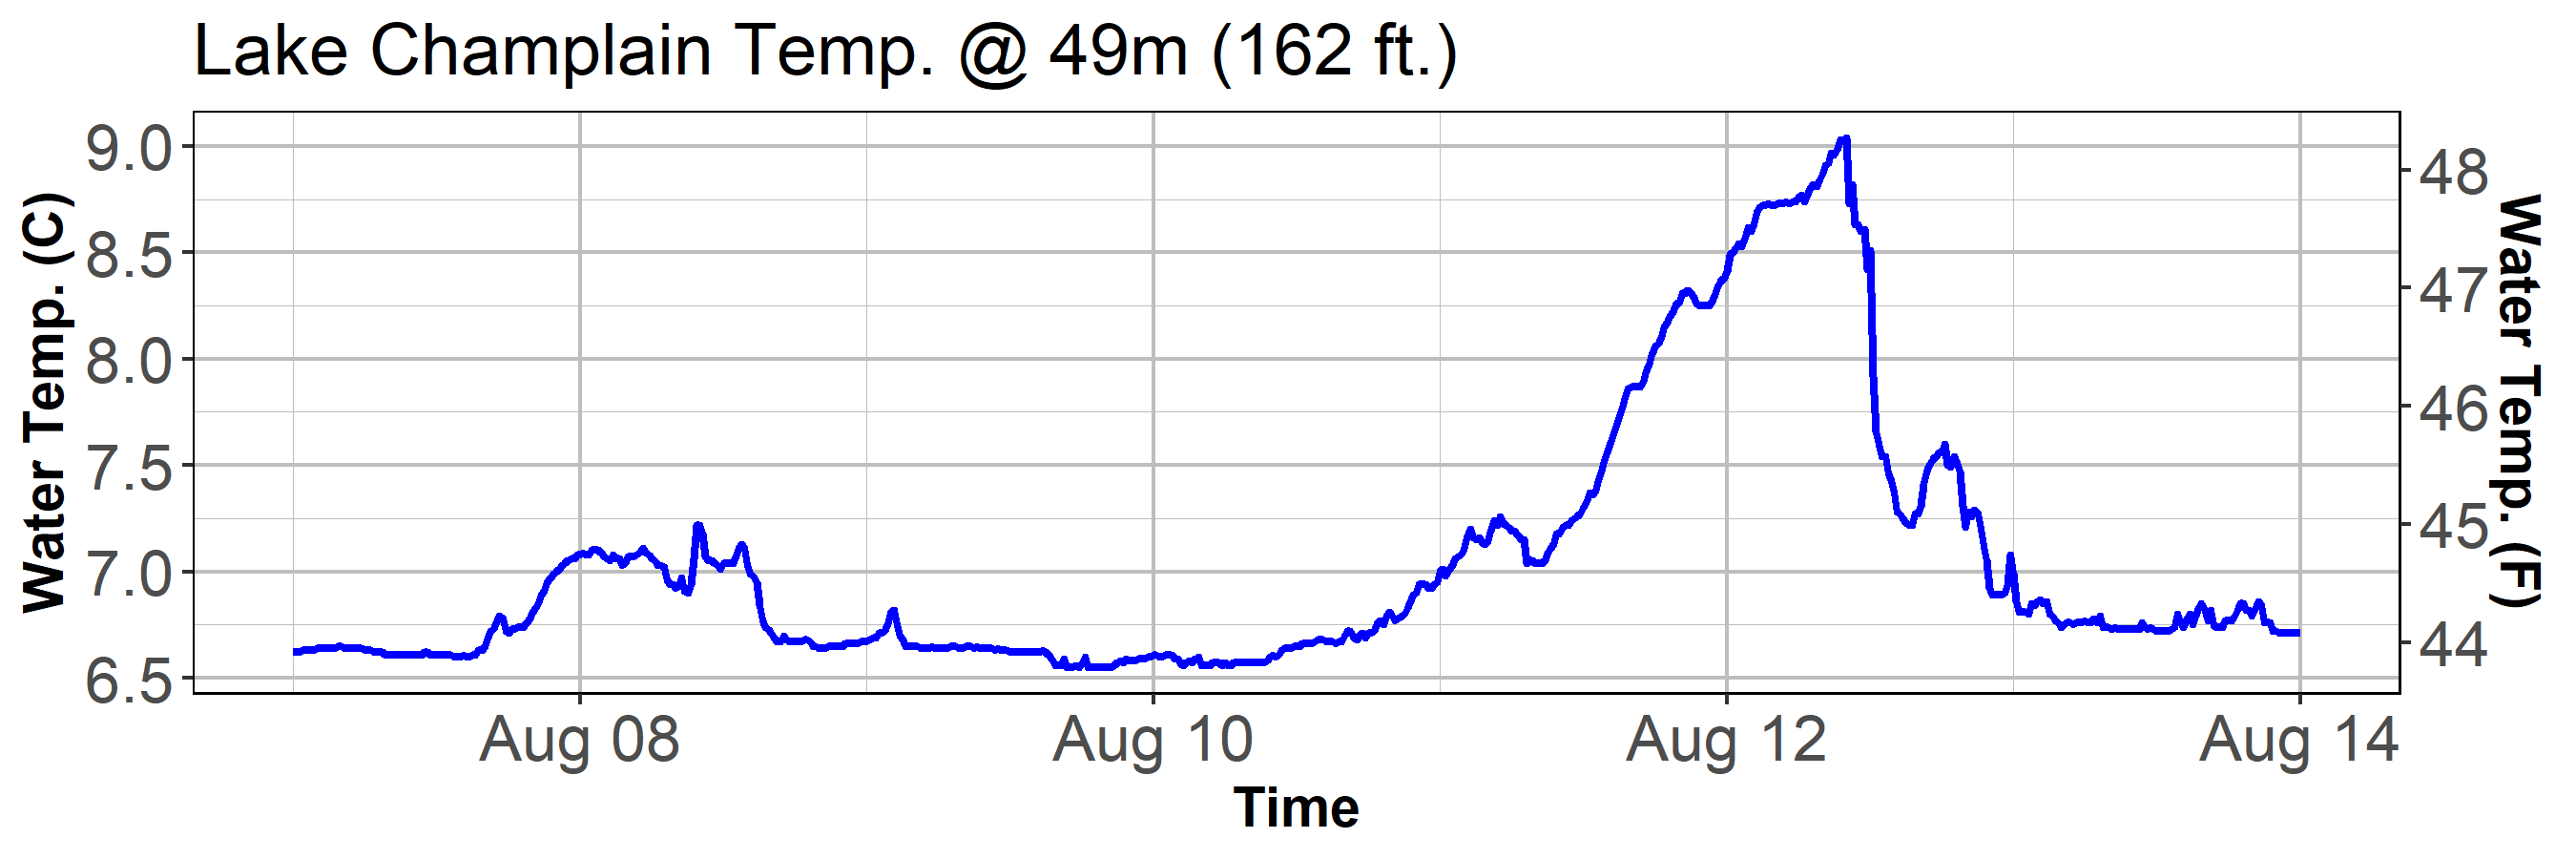 Lake Champlain Temp. @ 49m (162 ft.)
Water Temp. (C)
9.0
8.5
8.0
7.5
7.0
6.5
48
47
46
45
44
Water Temp. (F)
Aug 08 Aug 10 Aug 12 Aug 14
Time